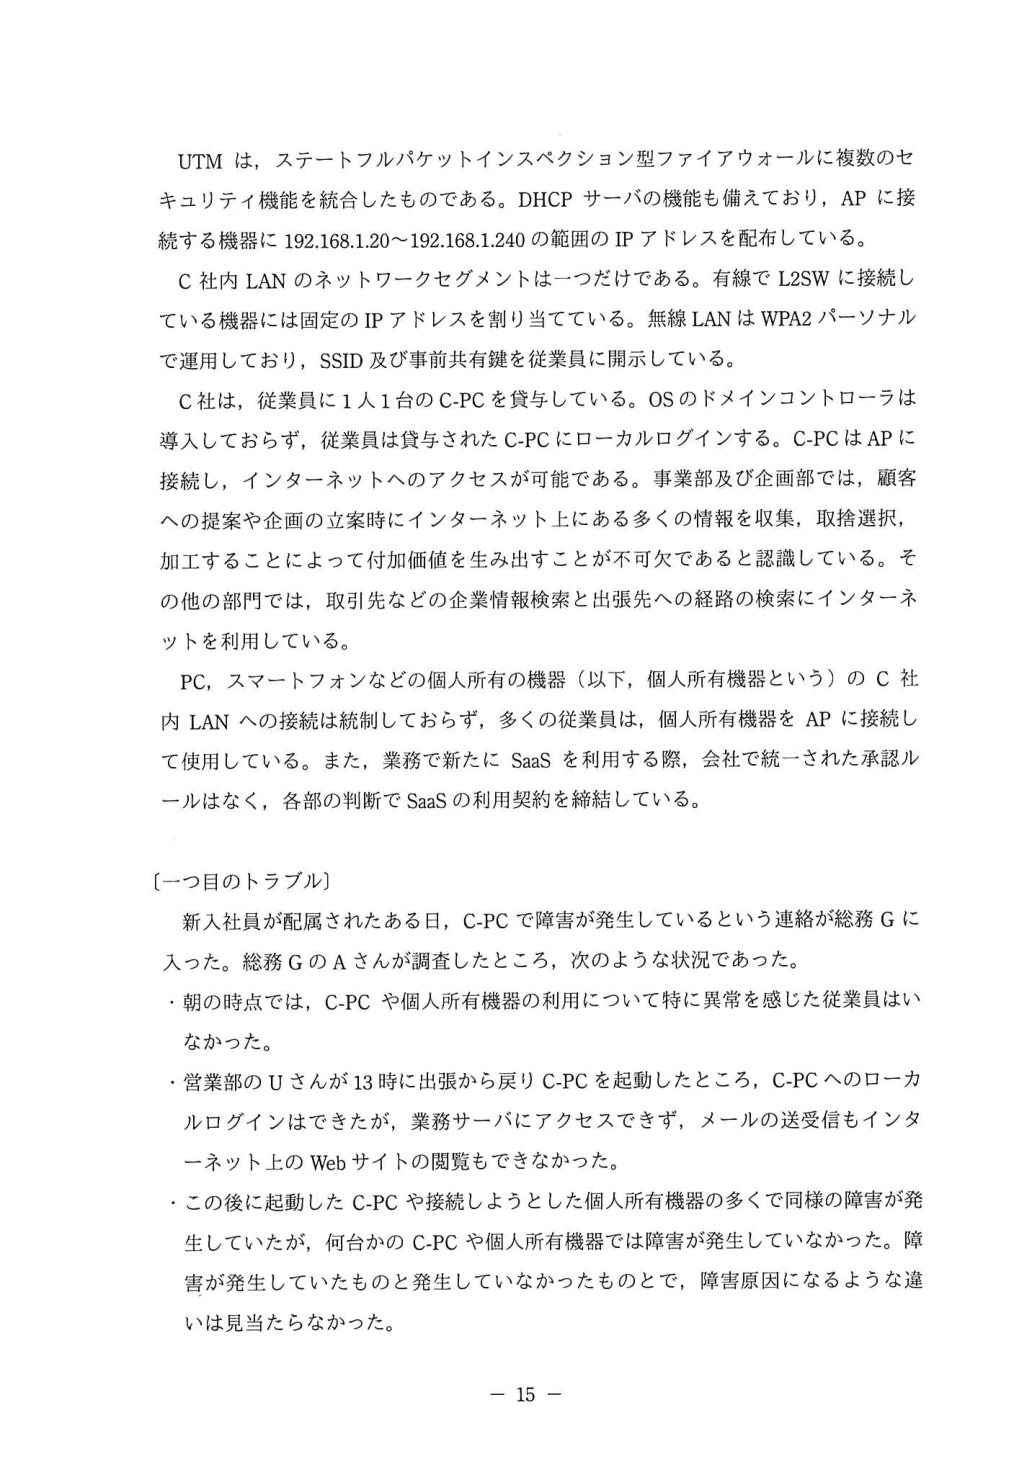 UTM は，ステートフルパケットインスペクション型ファイアウォールに複数のセ
キュリティ機能を統合したものである。DHCP サーバの機能も備えており，AP に接
続する機器に 192.168.1.20～192.168.1.240 の範囲の IP アドレスを配布している。
C 社内 LAN のネットワークセグメントは一つだけである。有線で L2SW に接続し
ている機器には固定の IP アドレスを割り当てている。無線 LAN は WPA2 パーソナル
で運用しており，SSID 及び事前共有鍵を従業員に開示している。
C 社は，従業員に 1 人 1 台の C-PC を貸与している。OS のドメインコントローラは
導入しておらず，従業員は貸与された C-PC にローカルログインする。C-PC は AP に
接続し，インターネットへのアクセスが可能である。事業部及び企画部では，顧客
への提案や企画の立案時にインターネット上にある多くの情報を収集，取捨選択，
加工することによって付加価値を生み出すことが不可欠であると認識している。そ
の他の部門では，取引先などの企業情報検索と出張先への経路の検索にインターネ
ットを利用している。
PC，スマートフォンなどの個人所有の機器（以下，個人所有機器という）の C 社
内 LAN への接続は統制しておらず，多くの従業員は，個人所有機器を AP に接続し
て使用している。また，業務で新たに SaaS を利用する際，会社で統一された承認ル
ールはなく，各部の判断で SaaS の利用契約を締結している。
〔一つ目のトラブル〕
新入社員が配属されたある日，C-PC で障害が発生しているという連絡が総務 G に
入った。総務 G の A さんが調査したところ，次のような状況であった。
・朝の時点では，C-PC や個人所有機器の利用について特に異常を感じた従業員はい
なかった。
・営業部の U さんが 13 時に出張から戻り C-PC を起動したところ，C-PC へのローカ
ルログインはできたが，業務サーバにアクセスできず，メールの送受信もインタ
ーネット上の Web サイトの閲覧もできなかった。
・この後に起動した C-PC や接続しようとした個人所有機器の多くで同様の障害が発
生していたが，何台かの C-PC や個人所有機器では障害が発生していなかった。障
害が発生していたものと発生していなかったものとで，障害原因になるような違
いは見当たらなかった。
－ 15 －